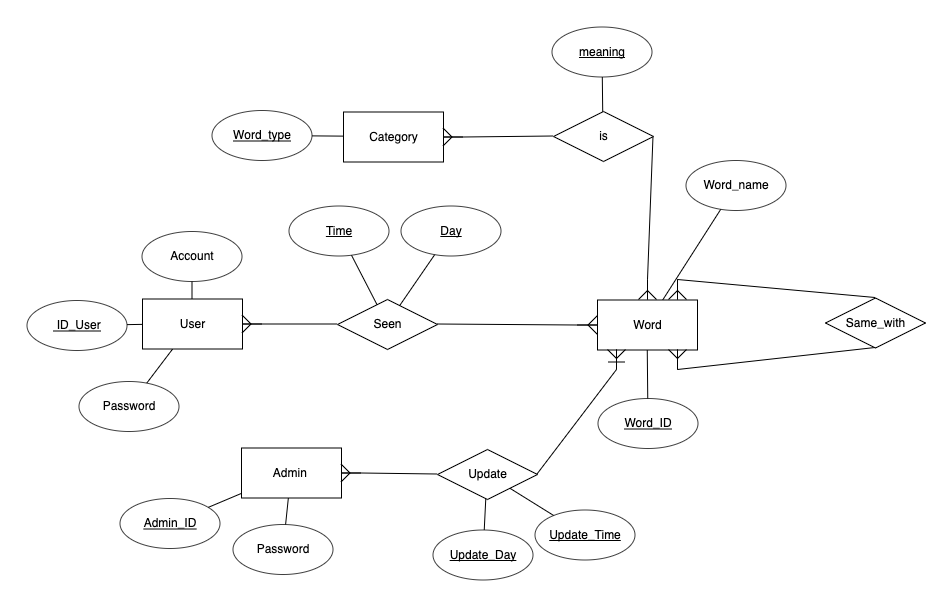 meaning
Word_type
Category
is
Word_name
Time
Day
Account
ID_User
User
Seen
Word
Same_with
Password
Word_ID
Admin
Update
Admin_ID
Password
Update_Day
Update_Time